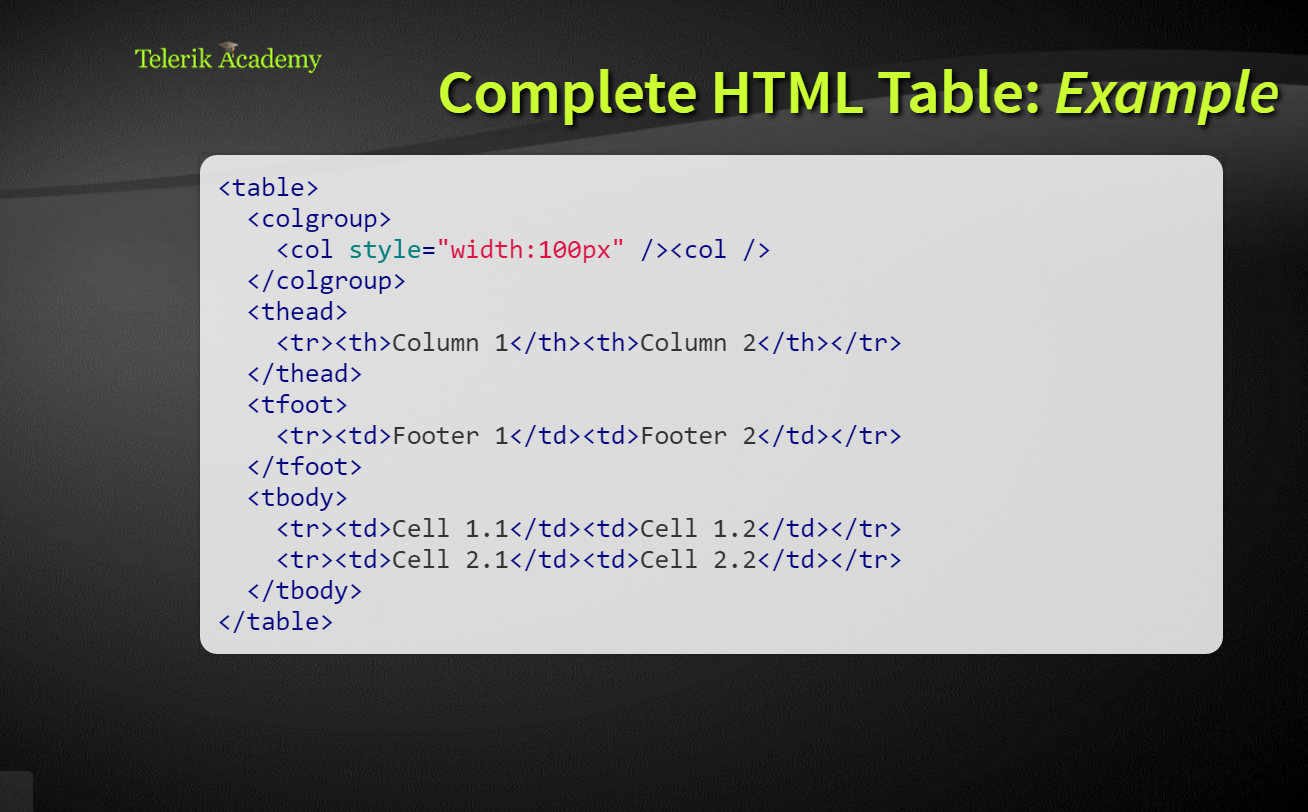 Telerik Academy
Complete HTML Table: Example
<table>
  <colgroup>
    <col style="width:100px" /><col />
  </colgroup>
  <thead>
    <tr><th>Column 1</th><th>Column 2</th></tr>
  </thead>
  <tfoot>
    <tr><td>Footer 1</td><td>Footer 2</td></tr>
  </tfoot>
  <tbody>
    <tr><td>Cell 1.1</td><td>Cell 1.2</td></tr>
    <tr><td>Cell 2.1</td><td>Cell 2.2</td></tr>
  </tbody>
</table>